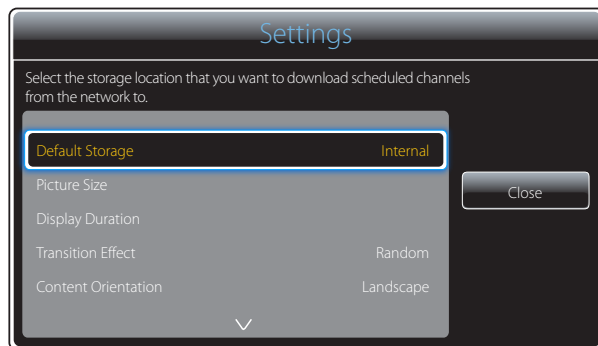 Settings
Select the storage location that you want to download scheduled channels
from the network to.
Default Storage Internal
Picture Size
Close
Display Duration
Transition Effect Random
Content Orientation Landscape